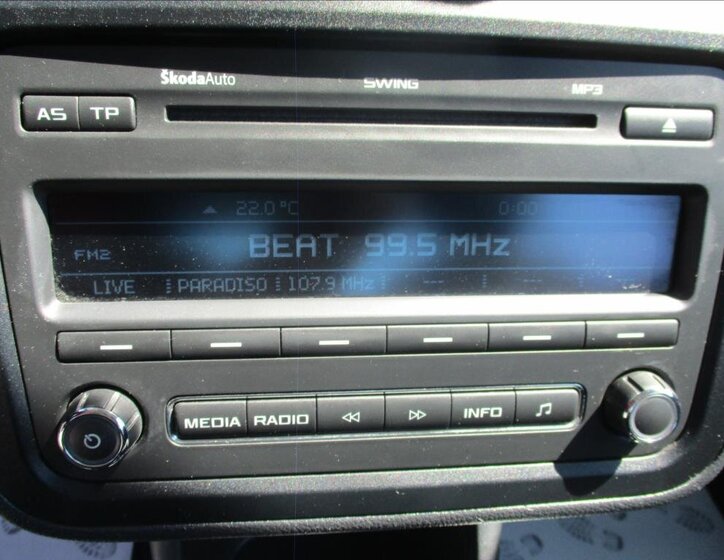 ŠkodaAuto SWING MP3
AS TP
22.0°C 0:00
FM2 BEAT 99.5 MHz
LIVE PARADISO 107.9 MHz --- --- ---
MEDIA RADIO INFO